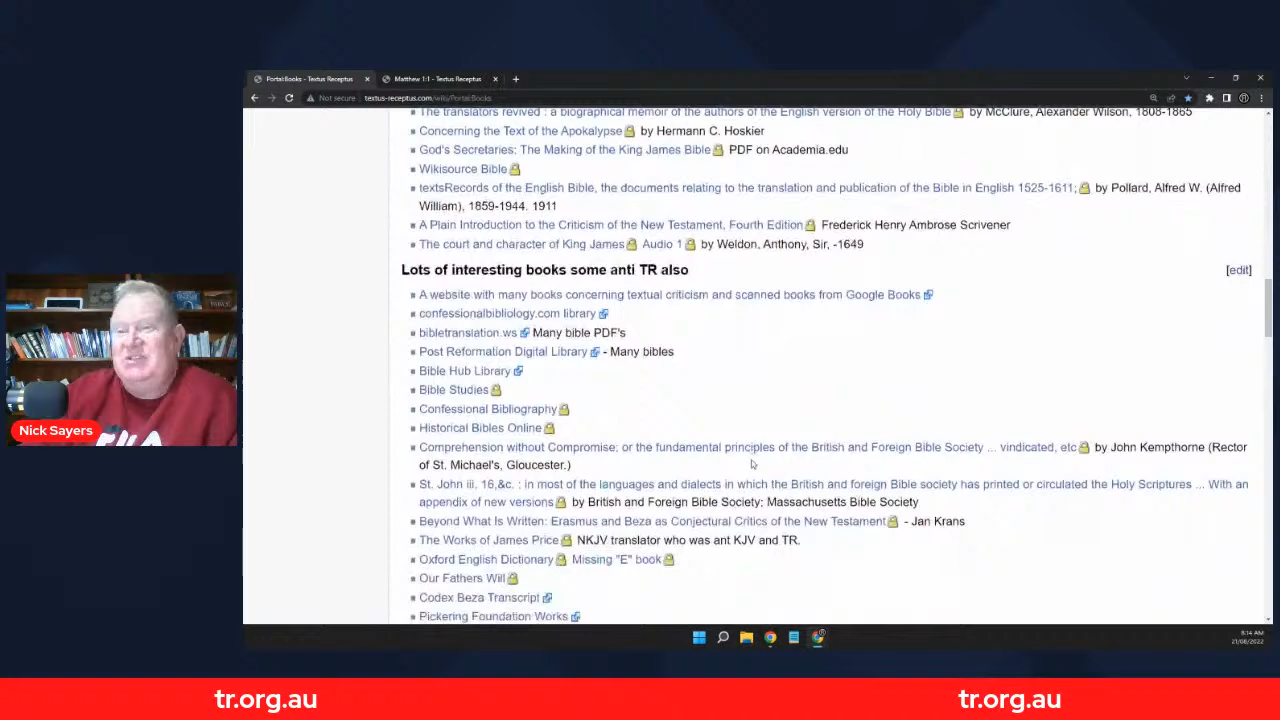 Portal:Books - Textus Receptus
Matthew 1:1 - Textus Receptus
Not secure
textus-receptus.com/wiki/Portal:Books
The translators revived : a biographical memoir of the authors of the English version of the Holy Bible by McClure, Alexander Wilson, 1808-1865
Concerning the Text of the Apokalypse by Hermann C. Hoskier
God's Secretaries: The Making of the King James Bible PDF on Academia.edu
Wikisource Bible
textsRecords of the English Bible, the documents relating to the translation and publication of the Bible in English 1525-1611; by Pollard, Alfred W. (Alfred
William), 1859-1944. 1911
A Plain Introduction to the Criticism of the New Testament, Fourth Edition Frederick Henry Ambrose Scrivener
The court and character of King James Audio 1 by Weldon, Anthony, Sir, -1649
Lots of interesting books some anti TR also
[edit]
A website with many books concerning textual criticism and scanned books from Google Books
confessionalbibliology.com library
bibletranslation.ws Many bible PDF's
Post Reformation Digital Library - Many bibles
Bible Hub Library
Bible Studies
Confessional Bibliography
Historical Bibles Online
Comprehension without Compromise; or the fundamental principles of the British and Foreign Bible Society ... vindicated, etc by John Kempthorne (Rector
of St. Michael's, Gloucester.)
St. John iii. 16,&c. : in most of the languages and dialects in which the British and foreign Bible society has printed or circulated the Holy Scriptures ... With an
appendix of new versions by British and Foreign Bible Society; Massachusetts Bible Society
Beyond What Is Written: Erasmus and Beza as Conjectural Critics of the New Testament - Jan Krans
The Works of James Price NKJV translator who was ant KJV and TR.
Oxford English Dictionary Missing "E" book
Our Fathers Will
Codex Beza Transcript
Pickering Foundation Works
Nick Sayers
8:14 AM
21/08/2022
tr.org.au
tr.org.au